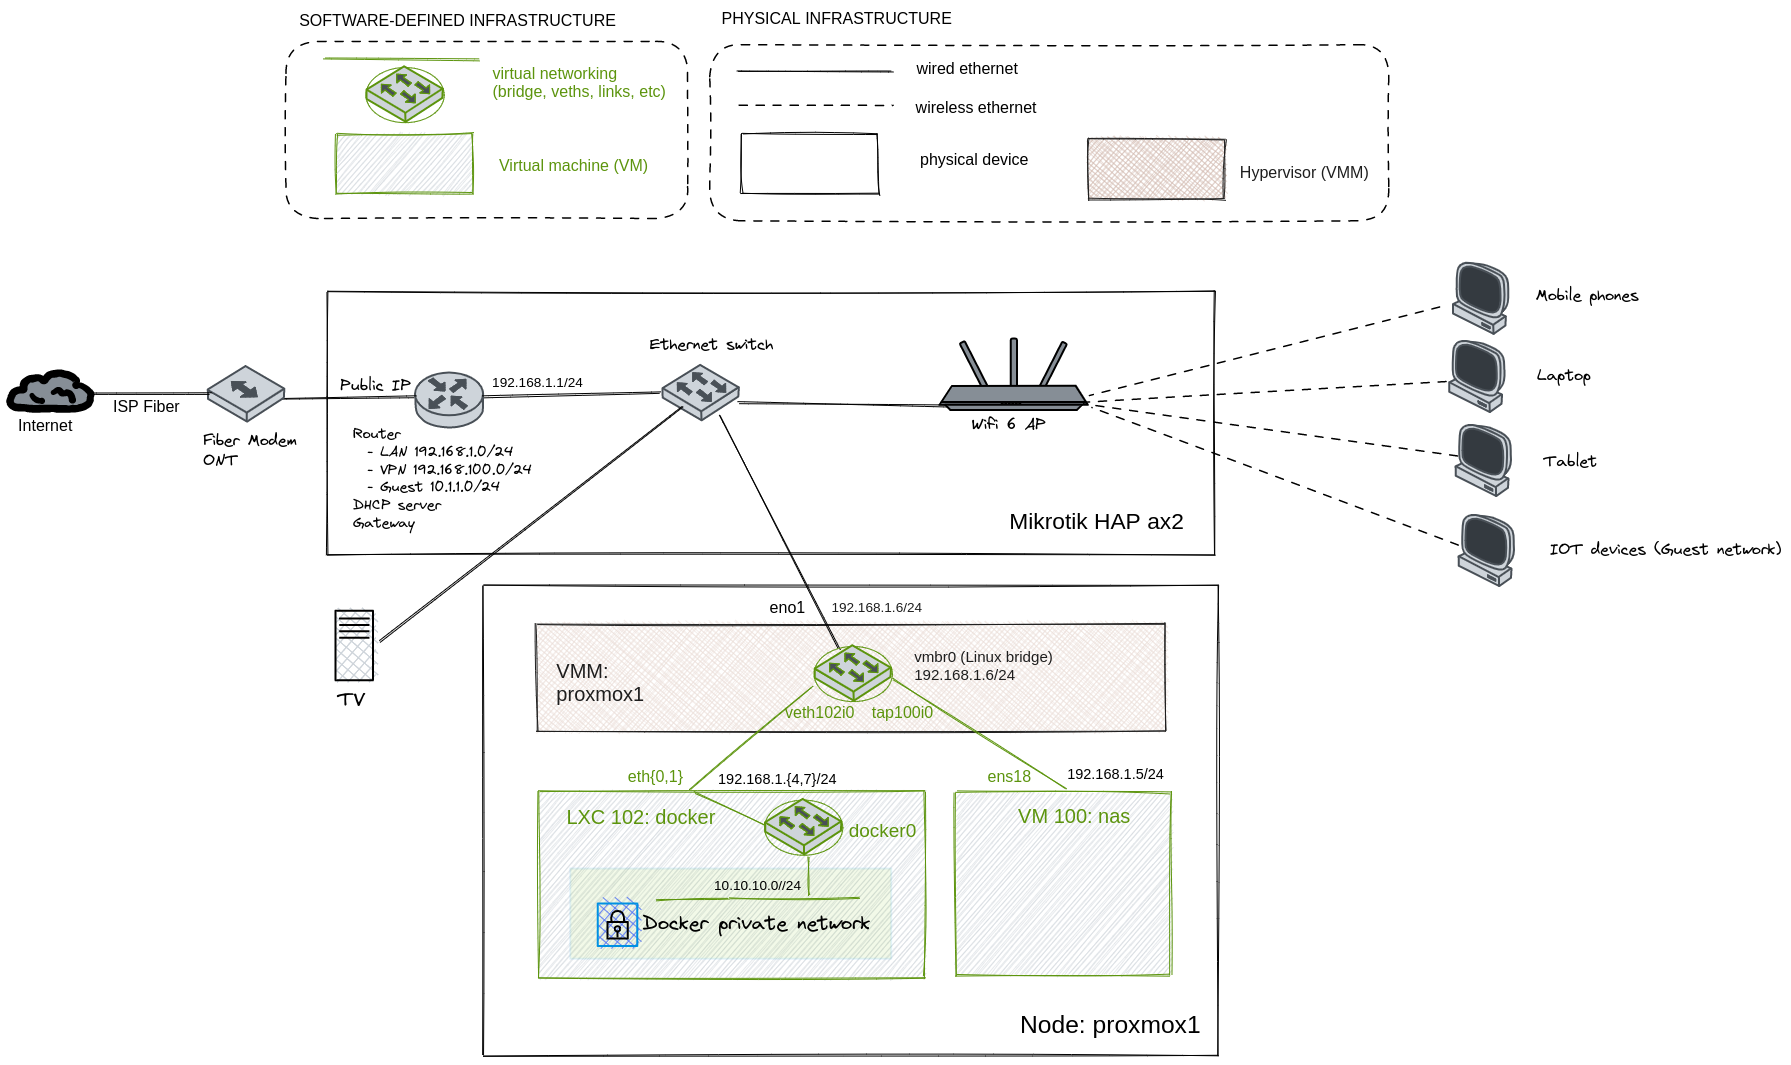 SOFTWARE-DEFINED INFRASTRUCTURE
virtual networking
(bridge, veths, links, etc)
Virtual machine (VM)
PHYSICAL INFRASTRUCTURE
wired ethernet
wireless ethernet
physical device
Hypervisor (VMM)
Internet
ISP Fiber
Fiber Modem
ONT
Public IP
192.168.1.1/24
Router
- LAN 192.168.1.0/24
- VPN 192.168.100.0/24
- Guest 10.1.1.0/24
DHCP server
Gateway
Ethernet switch
Wifi 6 AP
Mikrotik HAP ax2
Mobile phones
Laptop
Tablet
IOT devices (Guest network)
TV
eno1
192.168.1.6/24
VMM:
proxmox1
vmbr0 (Linux bridge)
192.168.1.6/24
veth102i0
tap100i0
eth{0,1}
192.168.1.{4,7}/24
ens18
192.168.1.5/24
LXC 102: docker
docker0
VM 100: nas
10.10.10.0//24
Docker private network
Node: proxmox1